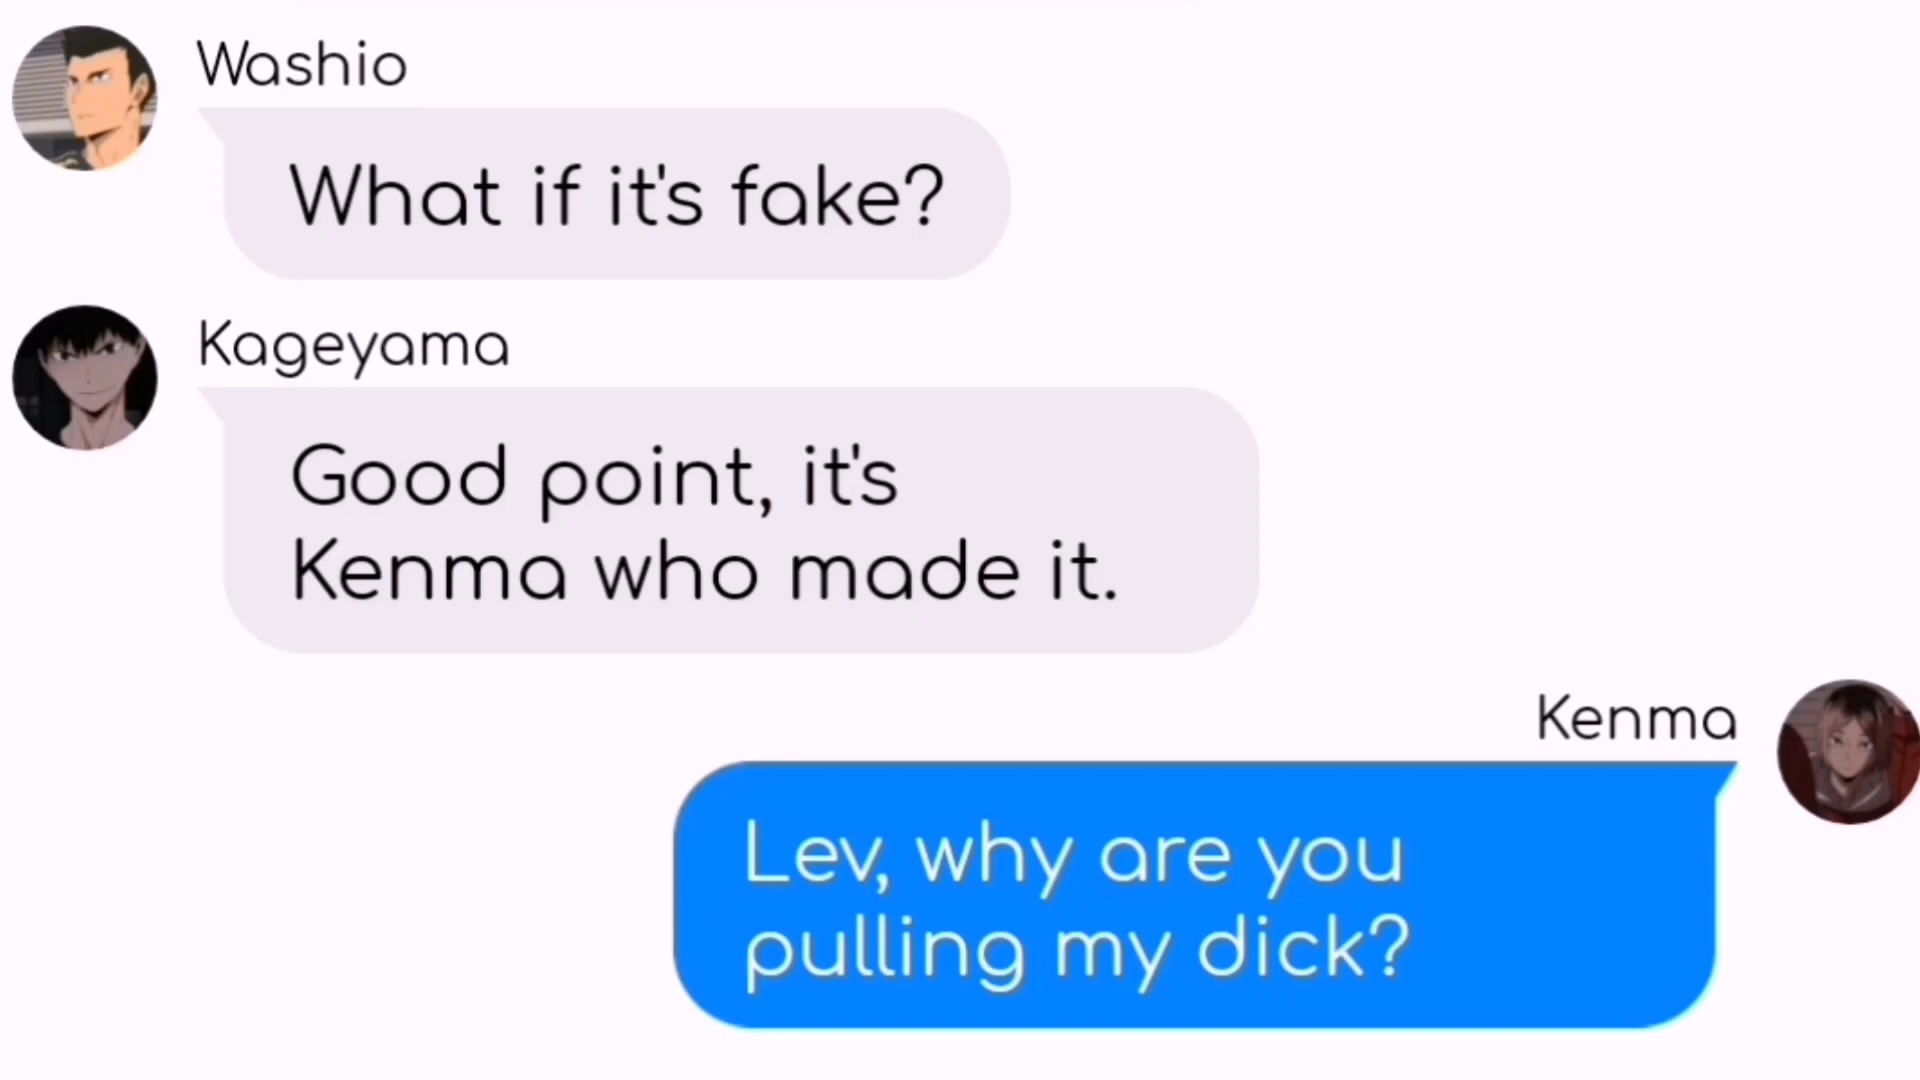 Washio
What if it's fake?
Kageyama
Good point, it's
Kenma who made it.
Kenma
Lev, why are you
pulling my dick?